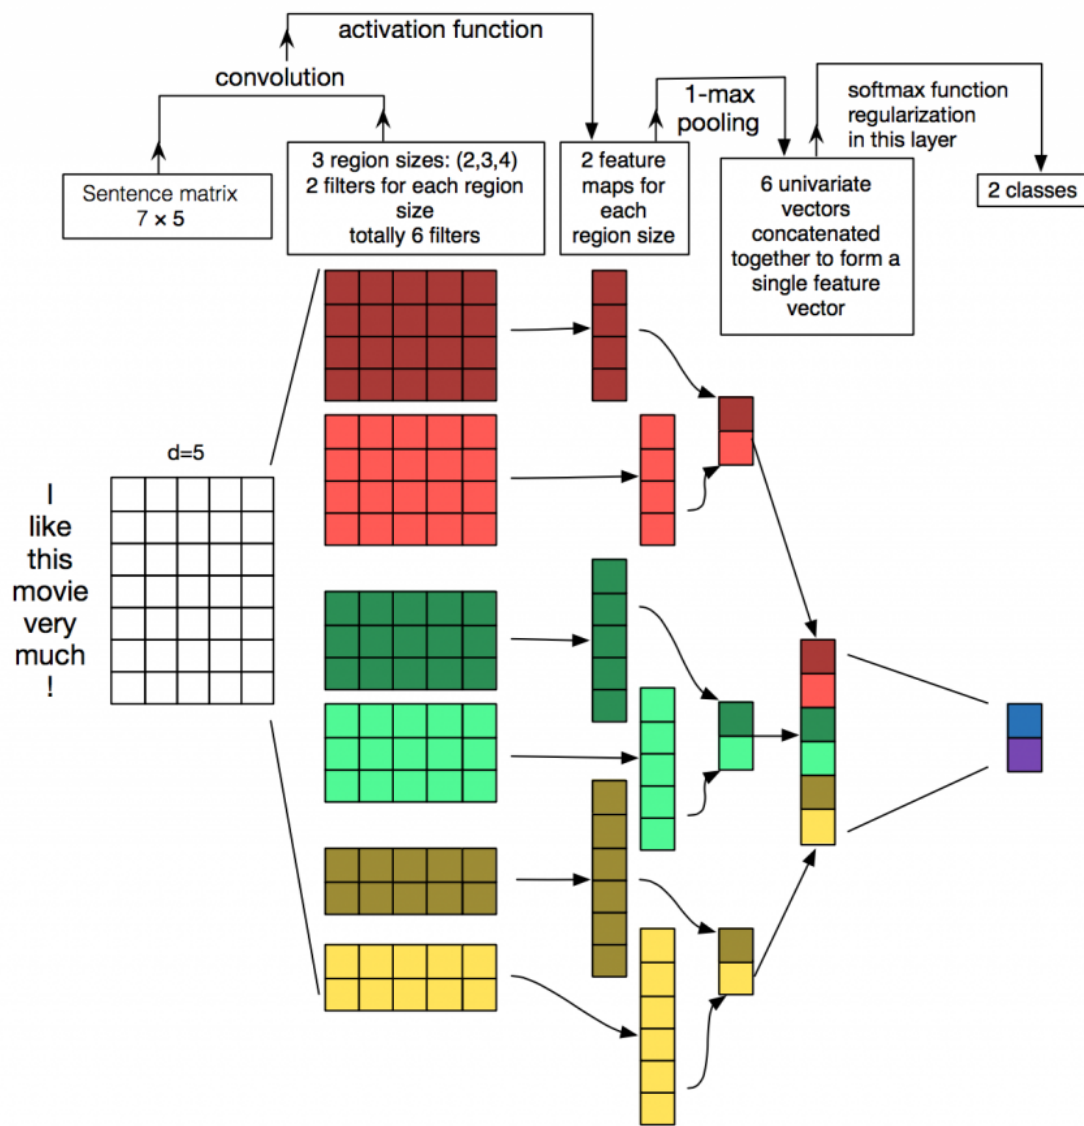 activation function
convolution
1-max
pooling
softmax function
regularization
in this layer
Sentence matrix
7 × 5
3 region sizes: (2,3,4)
2 filters for each region
size
totally 6 filters
2 feature
maps for
each
region size
6 univariate
vectors
concatenated
together to form a
single feature
vector
2 classes
d=5
I
like
this
movie
very
much
!